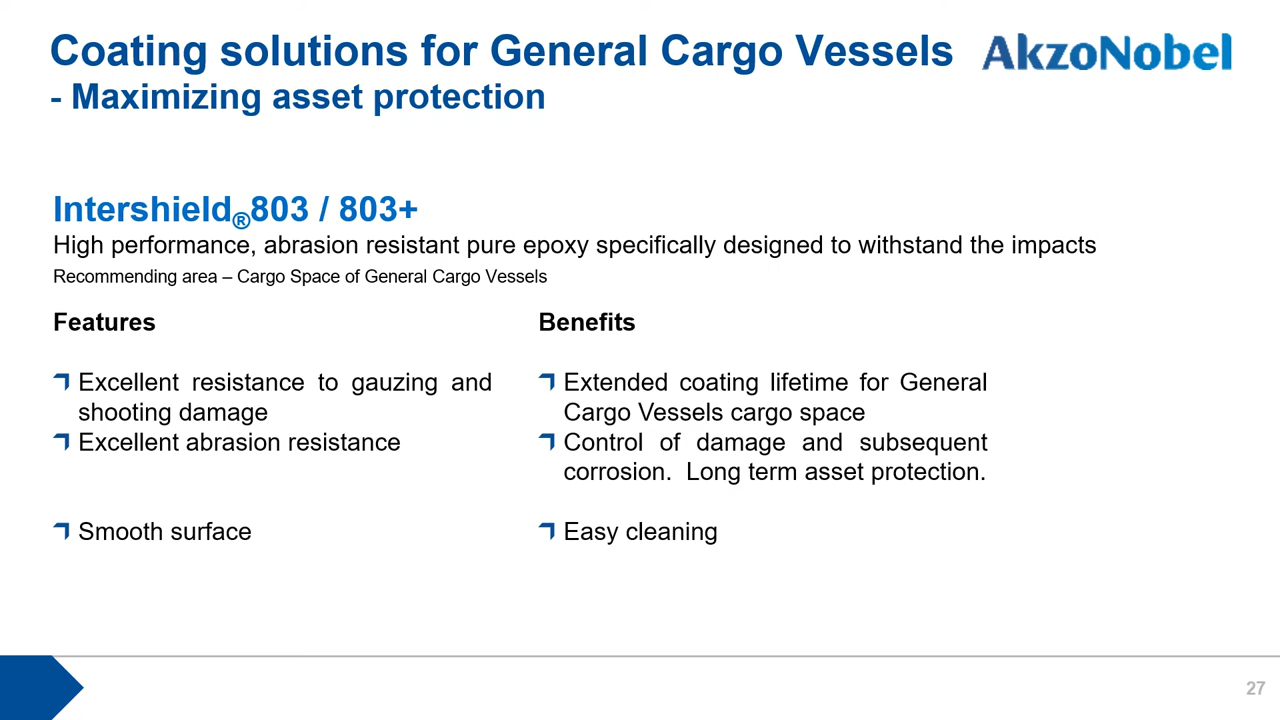 Coating solutions for General Cargo Vessels
AkzoNobel
- Maximizing asset protection
Intershield®803 / 803+
High performance, abrasion resistant pure epoxy specifically designed to withstand the impacts
Recommending area – Cargo Space of General Cargo Vessels
Features
Excellent resistance to gauzing and
shooting damage
Excellent abrasion resistance
Smooth surface
Benefits
Extended coating lifetime for General
Cargo Vessels cargo space
Control of damage and subsequent
corrosion.  Long term asset protection.
Easy cleaning
27